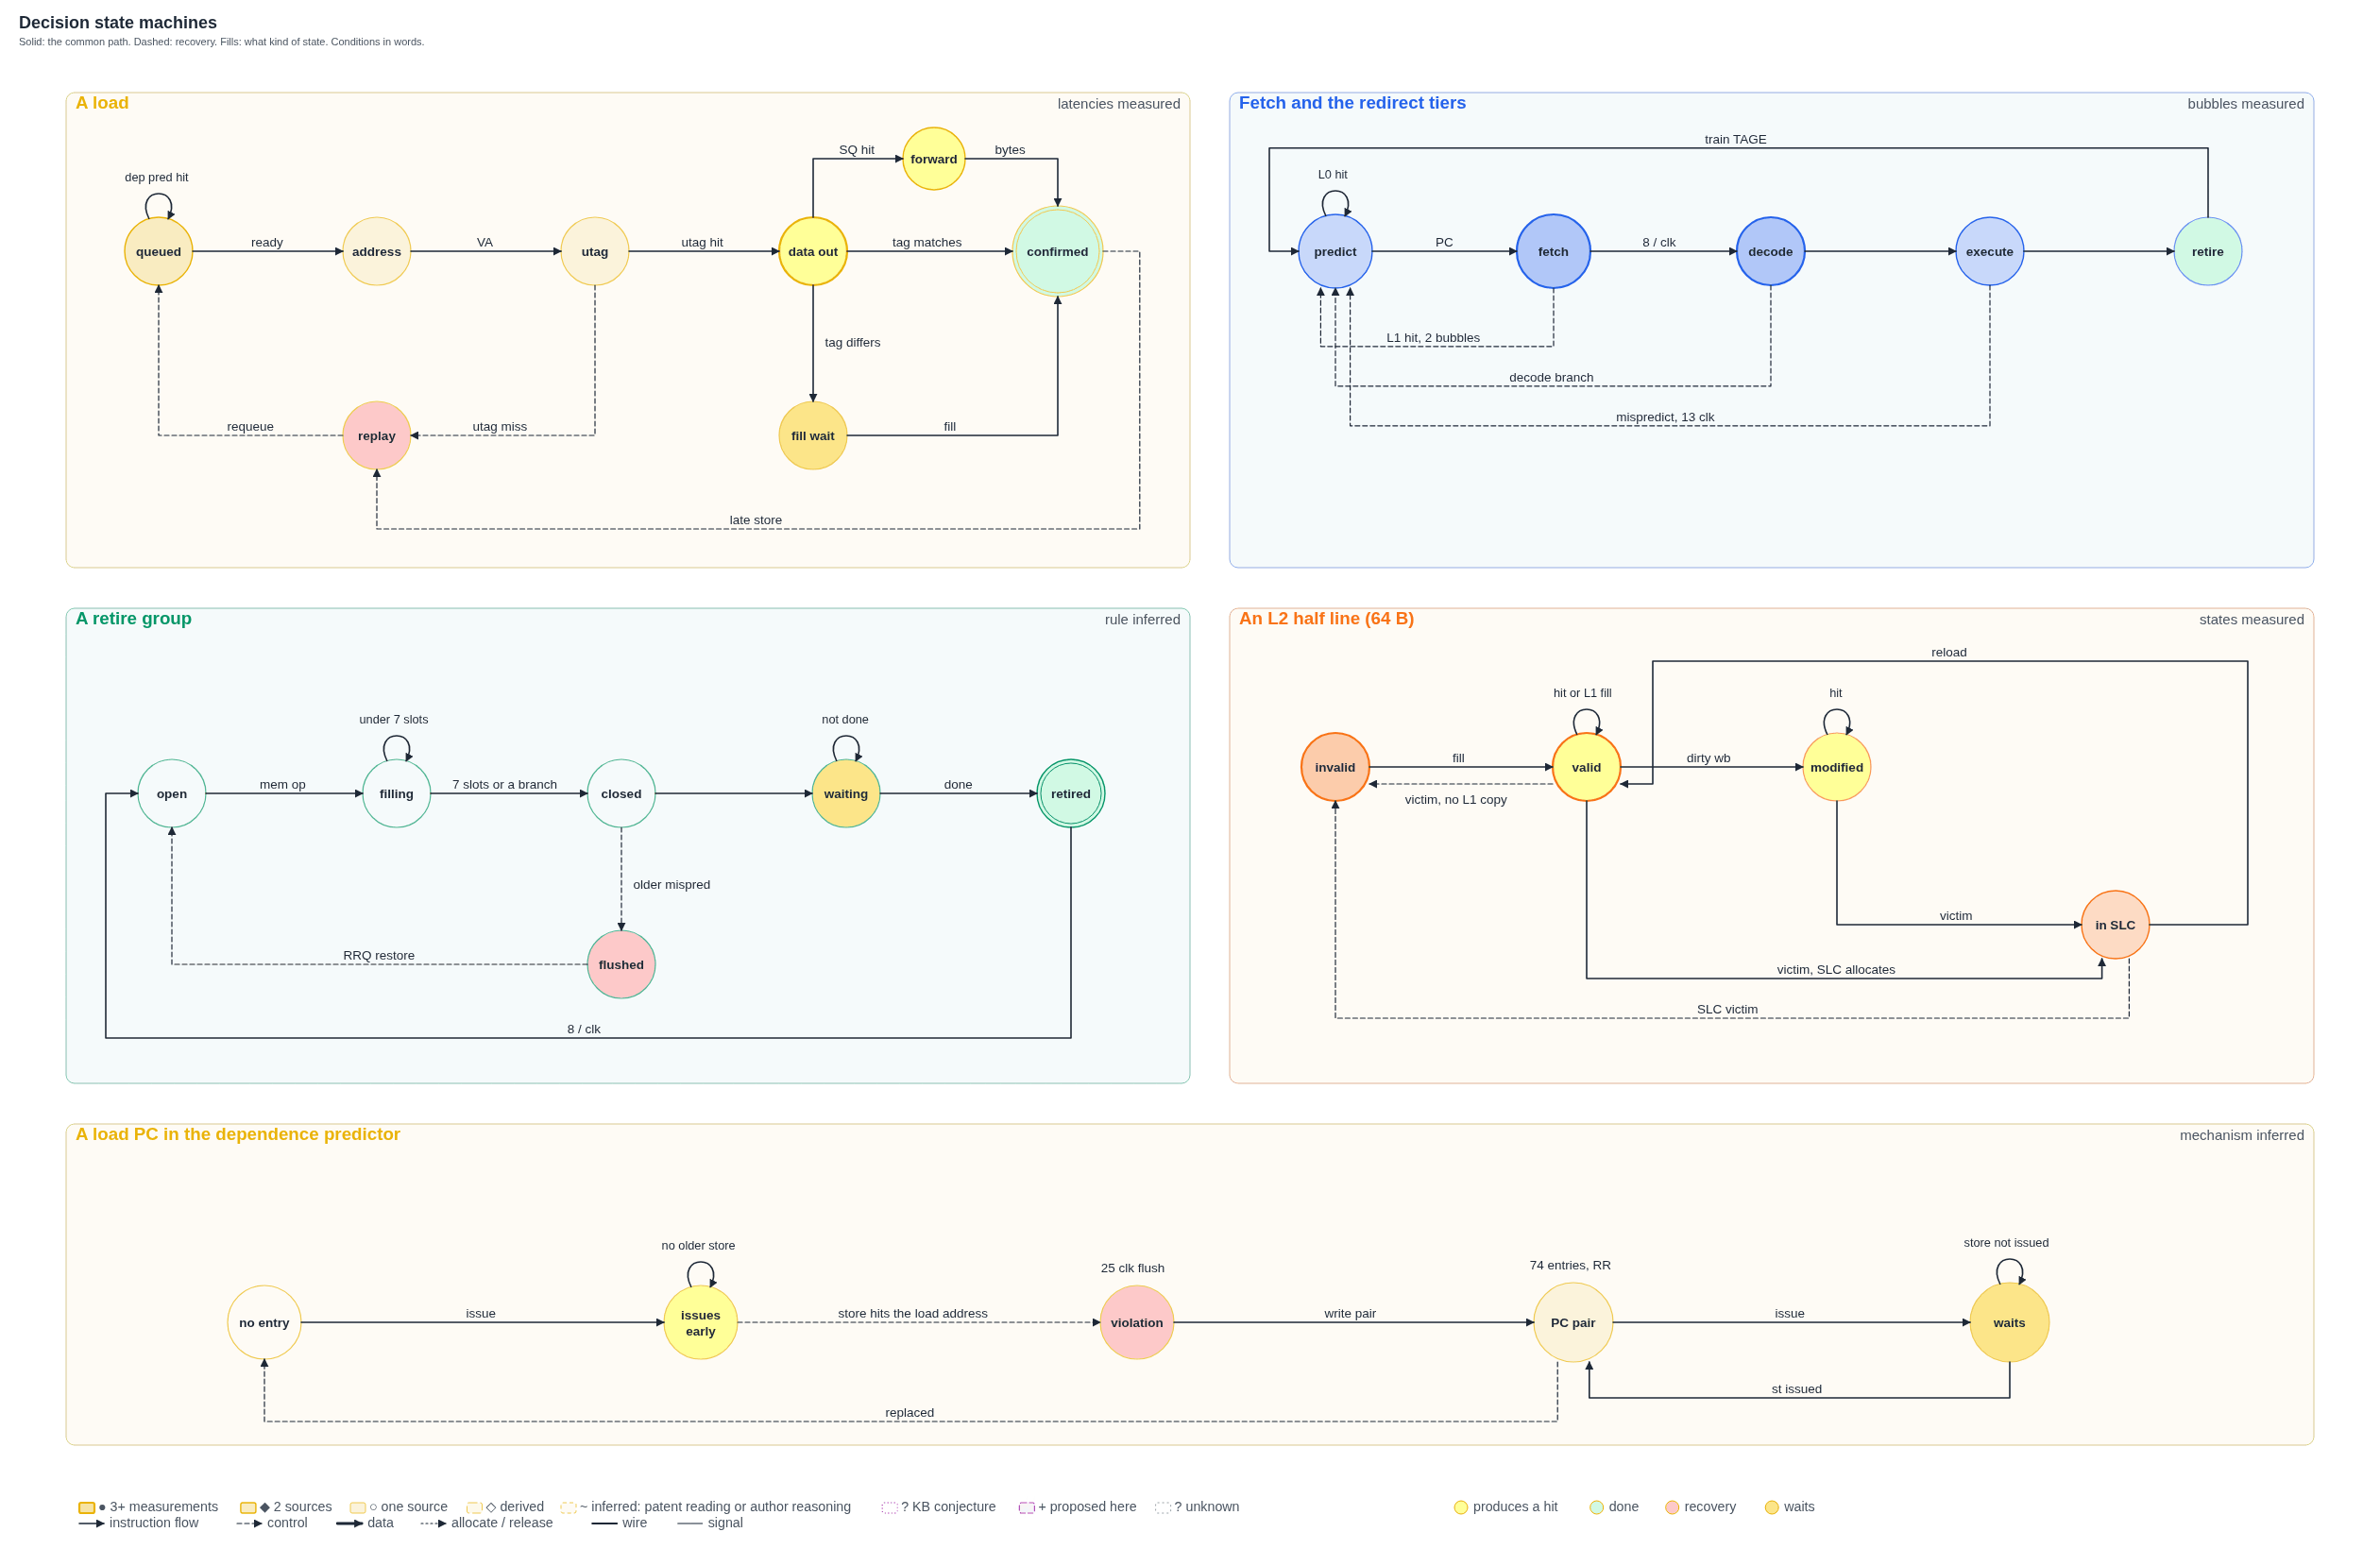 Decision state machines
Solid: the common path. Dashed: recovery. Fills: what kind of state. Conditions in words.
A load
latencies measured
SQ hit
forward
bytes
dep pred hit
queued
ready
address
VA
utag
utag hit
data out
tag matches
confirmed
tag differs
requeue
replay
utag miss
fill wait
fill
late store
Fetch and the redirect tiers
bubbles measured
train TAGE
L0 hit
predict
PC
fetch
8 / clk
decode
execute
retire
L1 hit, 2 bubbles
decode branch
mispredict, 13 clk
A retire group
rule inferred
under 7 slots
not done
open
mem op
filling
7 slots or a branch
closed
waiting
done
retired
older mispred
RRQ restore
flushed
8 / clk
An L2 half line (64 B)
states measured
reload
hit or L1 fill
hit
invalid
fill
valid
dirty wb
modified
victim, no L1 copy
victim
in SLC
victim, SLC allocates
SLC victim
A load PC in the dependence predictor
mechanism inferred
no older store
25 clk flush
74 entries, RR
store not issued
no entry
issue
issues
early
store hits the load address
violation
write pair
PC pair
issue
waits
st issued
replaced
● 3+ measurements ◆ 2 sources ○ one source ◇ derived ~ inferred: patent reading or author reasoning ? KB conjecture + proposed here ? unknown produces a hit done recovery waits
instruction flow control data allocate / release wire signal